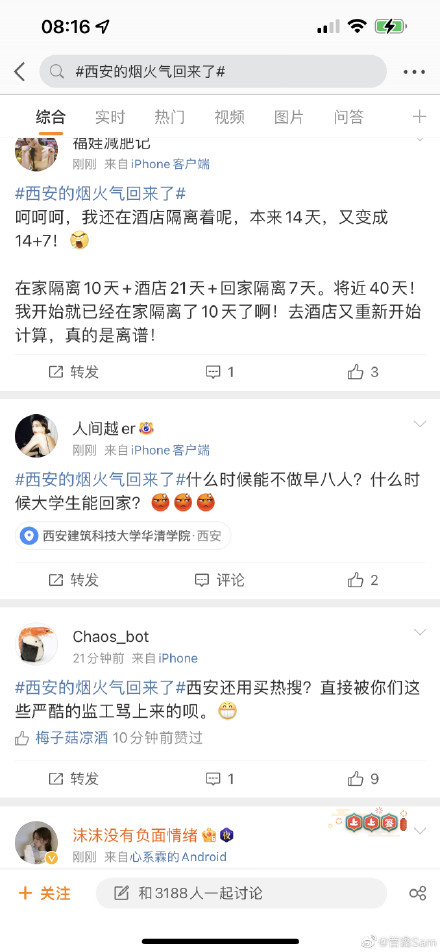 08:16
#西安的烟火气回来了#
综合 实时 热门 视频 图片 问答
福娃减肥记
刚刚 来自iPhone客户端
#西安的烟火气回来了#
呵呵呵，我还在酒店隔离着呢，本来14天，又变成
14+7！
在家隔离10天+酒店21天+回家隔离7天。将近40天！
我开始就已经在家隔离了10天了啊！去酒店又重新开始
计算，真的是离谱！
转发 1 3
人间越er
刚刚 来自iPhone客户端
#西安的烟火气回来了#什么时候能不做早八人？什么时
候大学生能回家？
西安建筑科技大学华清学院·西安
转发 评论 2
Chaos_bot
21分钟前 来自iPhone
#西安的烟火气回来了#西安还用买热搜？直接被你们这
些严酷的监工骂上来的呗。
梅子菇凉酒 10分钟前赞过
转发 1 9
沫沫没有负面情绪
刚刚 来自心系霖的Android
+ 关注 和3188人一起讨论